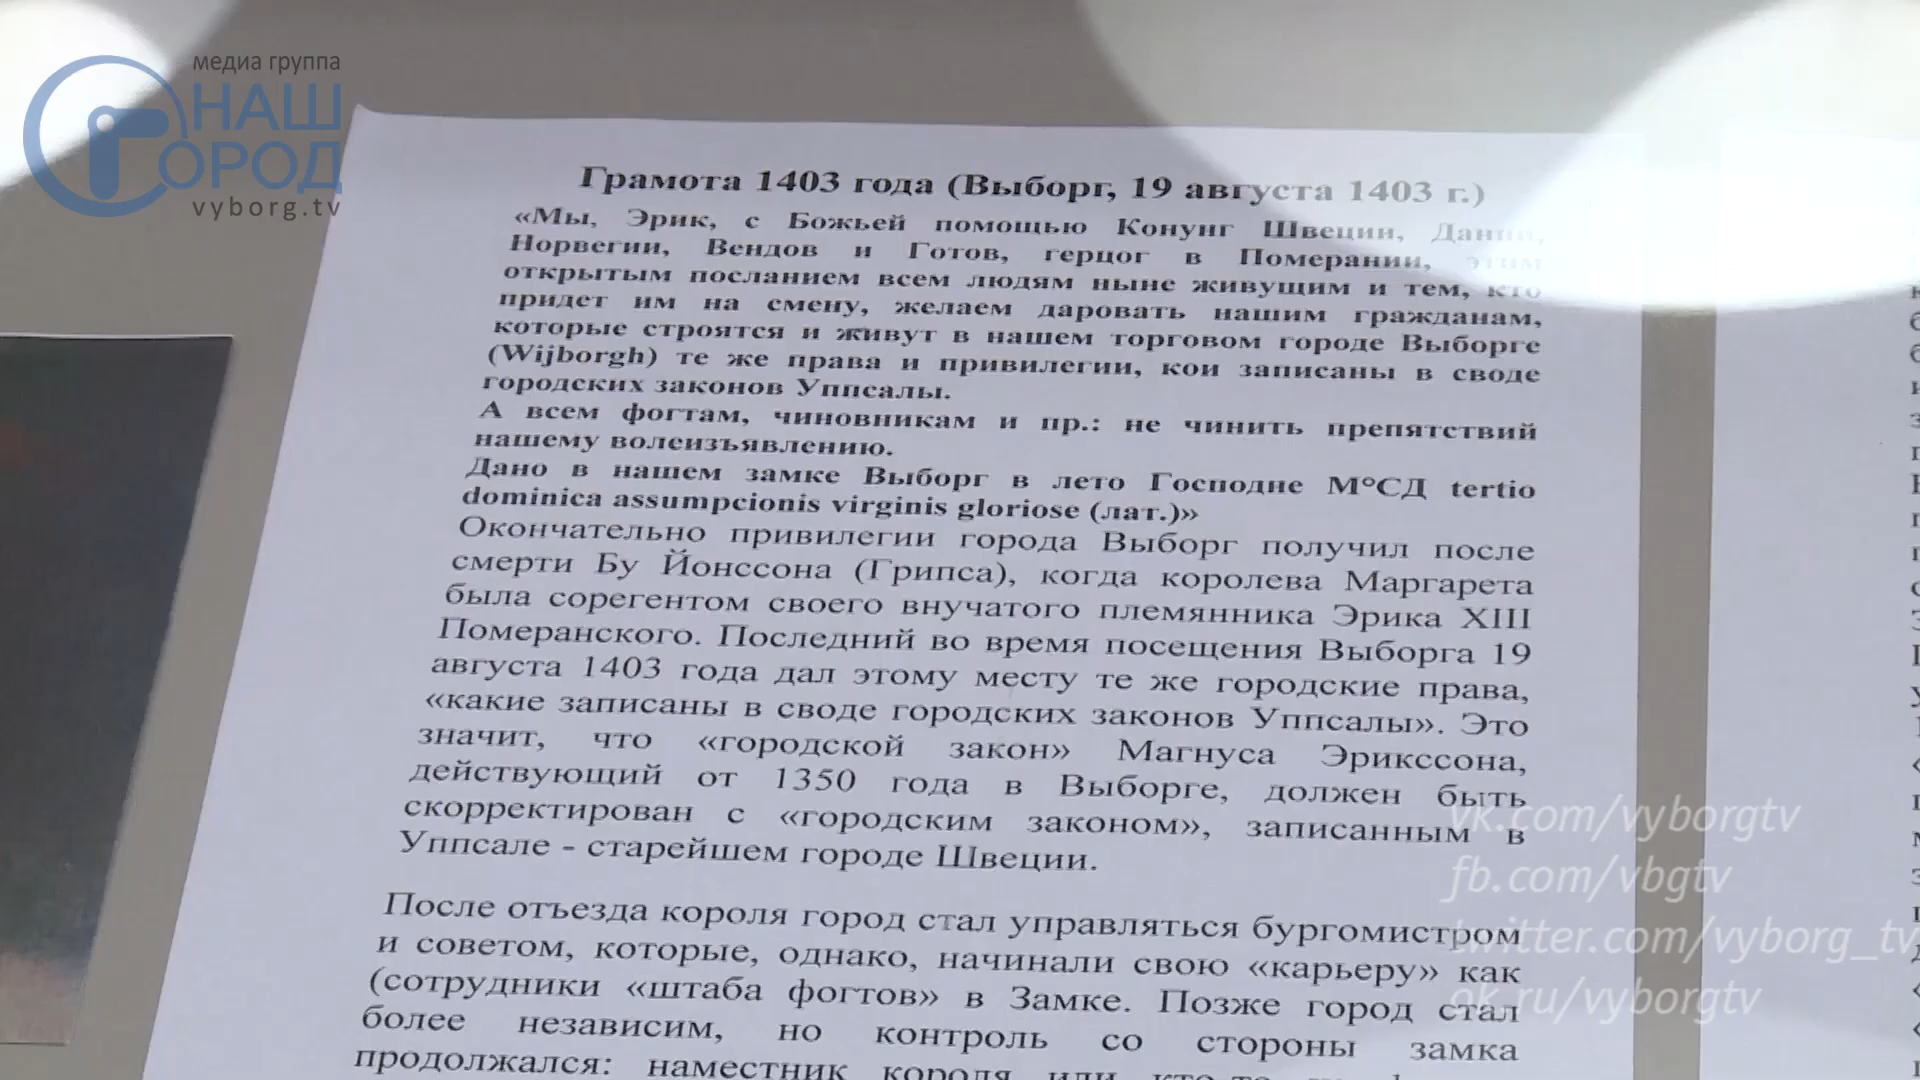 медиа группа
НАШ
ГОРОД
vyborg.tv
Грамота 1403 года (Выборг, 19 августа 1403 г.)
«Мы, Эрик, с Божьей помощью Конунг Швеции, Дании,
Норвегии, Вендов и Готов, герцог в Померании, этим
открытым посланием всем людям ныне живущим и тем, кто
придет им на смену, желаем даровать нашим гражданам,
которые строятся и живут в нашем торговом городе Выборге
(Wijborgh) те же права и привилегии, кои записаны в своде
городских законов Уппсалы.
А всем фогтам, чиновникам и пр.: не чинить препятствий
нашему волеизъявлению.
Дано в нашем замке Выборг в лето Господне М°СД tertio
dominica assumpcionis virginis gloriose (лат.)»
Окончательно привилегии города Выборг получил после
смерти Бу Йонссона (Грипса), когда королева Маргарета
была сорегентом своего внучатого племянника Эрика XIII
Померанского. Последний во время посещения Выборга 19
августа 1403 года дал этому месту те же городские права,
«какие записаны в своде городских законов Уппсалы». Это
значит, что «городской закон» Магнуса Эрикссона,
действующий от 1350 года в Выборге, должен быть
скорректирован с «городским законом», записанным в
Уппсале - старейшем городе Швеции.
После отъезда короля город стал управляться бургомистром
и советом, которые, однако, начинали свою «карьеру» как
(сотрудники «штаба фогтов» в Замке. Позже город стал
более независим, но контроль со стороны замка
продолжался: наместник короля или
vk.com/vyborgtv
fb.com/vbgtv
twitter.com/vyborg_tv
ok.ru/vyborgtv